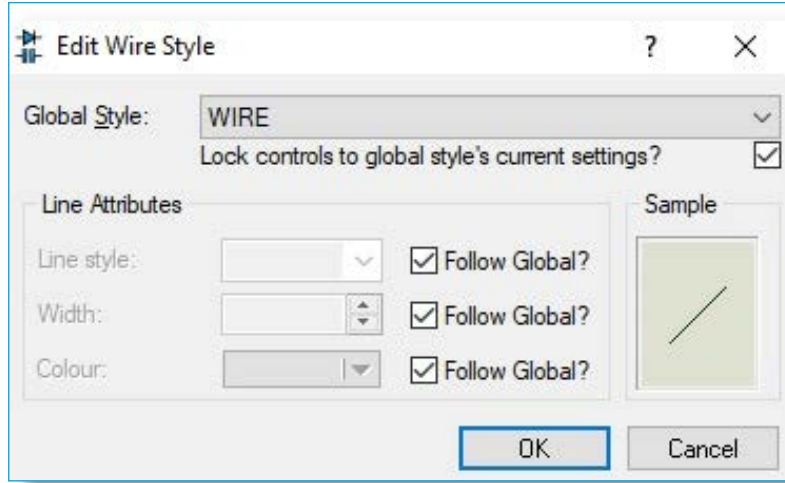 Edit Wire Style ?
Global Style: WIRE
Lock controls to global style's current settings?
Line Attributes
Sample
Line style: Follow Global?
Width: Follow Global?
Colour: Follow Global?
OK Cancel